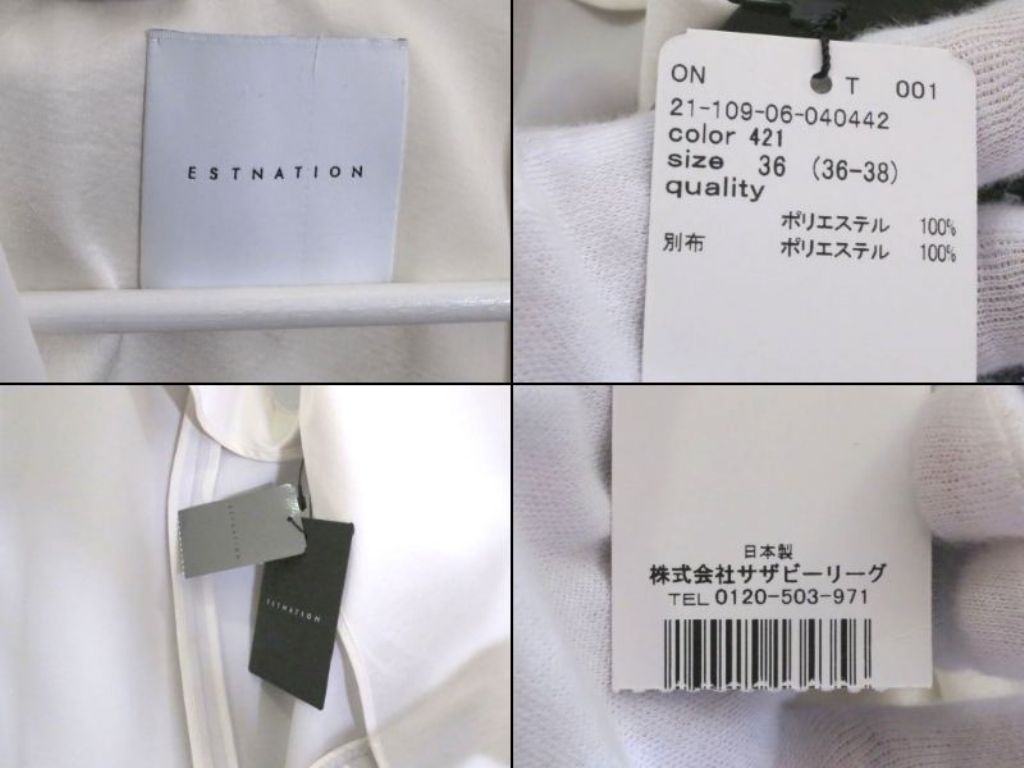 ESTNATION
ON T 001
21-109-06-040442
color 421
size 36 (36-38)
quality
ポリエステル 100%
別布 ポリエステル 100%
ESTNATION
ESTNATION
日本製
株式会社サザビーリーグ
TEL 0120-503-971